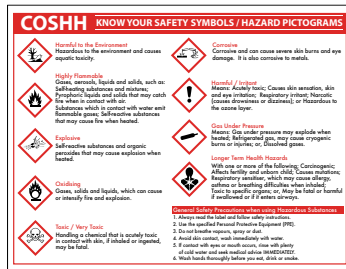 COSHH KNOW YOUR SAFETY SYMBOLS / HAZARD PICTOGRAMS
Harmful to the Environment
Hazardous to the environment and causes
aquatic toxicity.
Highly Flammable
Gases, aerosols, liquids and solids, such as:
Self-heating substances and mixtures;
Pyrophoric liquids and solids that may catch
fire when in contact with air.
Substances which in contact with water emit
flammable gases; Self-reactive substances
that may cause fire when heated.
Explosive
Self-reactive substances and organic
peroxides that may cause explosion when
heated.
Oxidising
Gases, solids and liquids, which can cause
or intensify fire and explosion.
Toxic / Very Toxic
Handling a chemical that is acutely toxic
in contact with skin, if inhaled or ingested,
may be fatal.
Corrosive
Corrosive and can cause severe skin burns and eye
damage. It is also corrosive to metals.
Harmful / Irritant
Means: Acutely toxic; Causes skin sensation, skin
and eye irritation; Respiratory irritant; Narcotic
(causes drowsiness or dizziness); or Hazardous to
the ozone layer.
Gas Under Pressure
Means: Gas under pressure may explode when
heated; Refrigerated gas, may cause cryogenic
burns or injuries; or, Dissolved gases.
Longer Term Health Hazards
With one or more of the following; Carcinogenic;
Affects fertility and unborn child; Causes mutations;
Respiratory sensitiser, which may cause allergy,
asthma or breathing difficulties when inhaled;
Toxic to specific organs; or, May be fatal or harmful
if swallowed or if it enters airways.
General Safety Precautions when using Hazardous Substances
1. Always read the label and follow safety instructions.
2. Use the specified Personal Protective Equipment (PPE).
3. Do not breathe vapours, spray or dust.
4. Avoid skin contact, wash immediately with water.
5. If contact with eyes or mouth occurs, rinse with plenty
of cold water and seek medical advice IMMEDIATELY.
6. Wash hands thoroughly before you eat, drink or smoke.